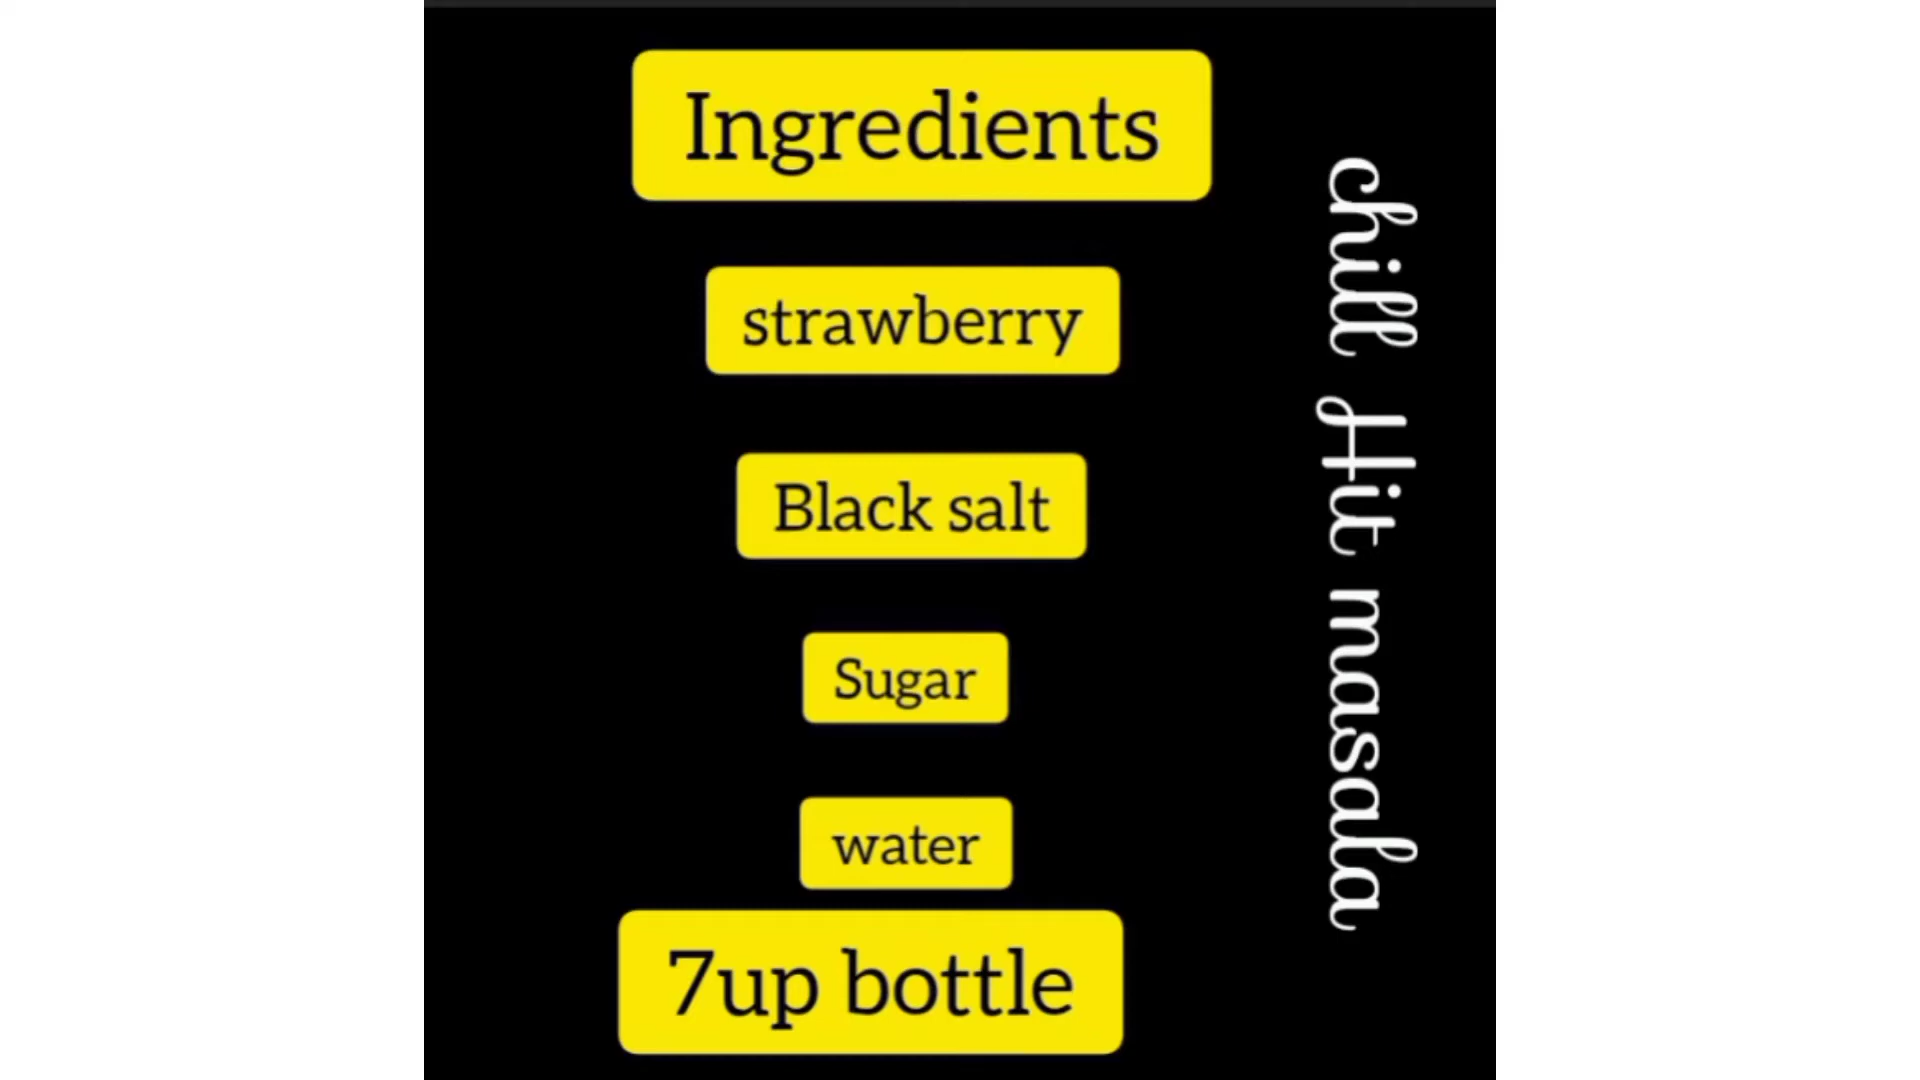 Ingredients
strawberry
Black salt
Sugar
water
7up bottle
chill Hit masala